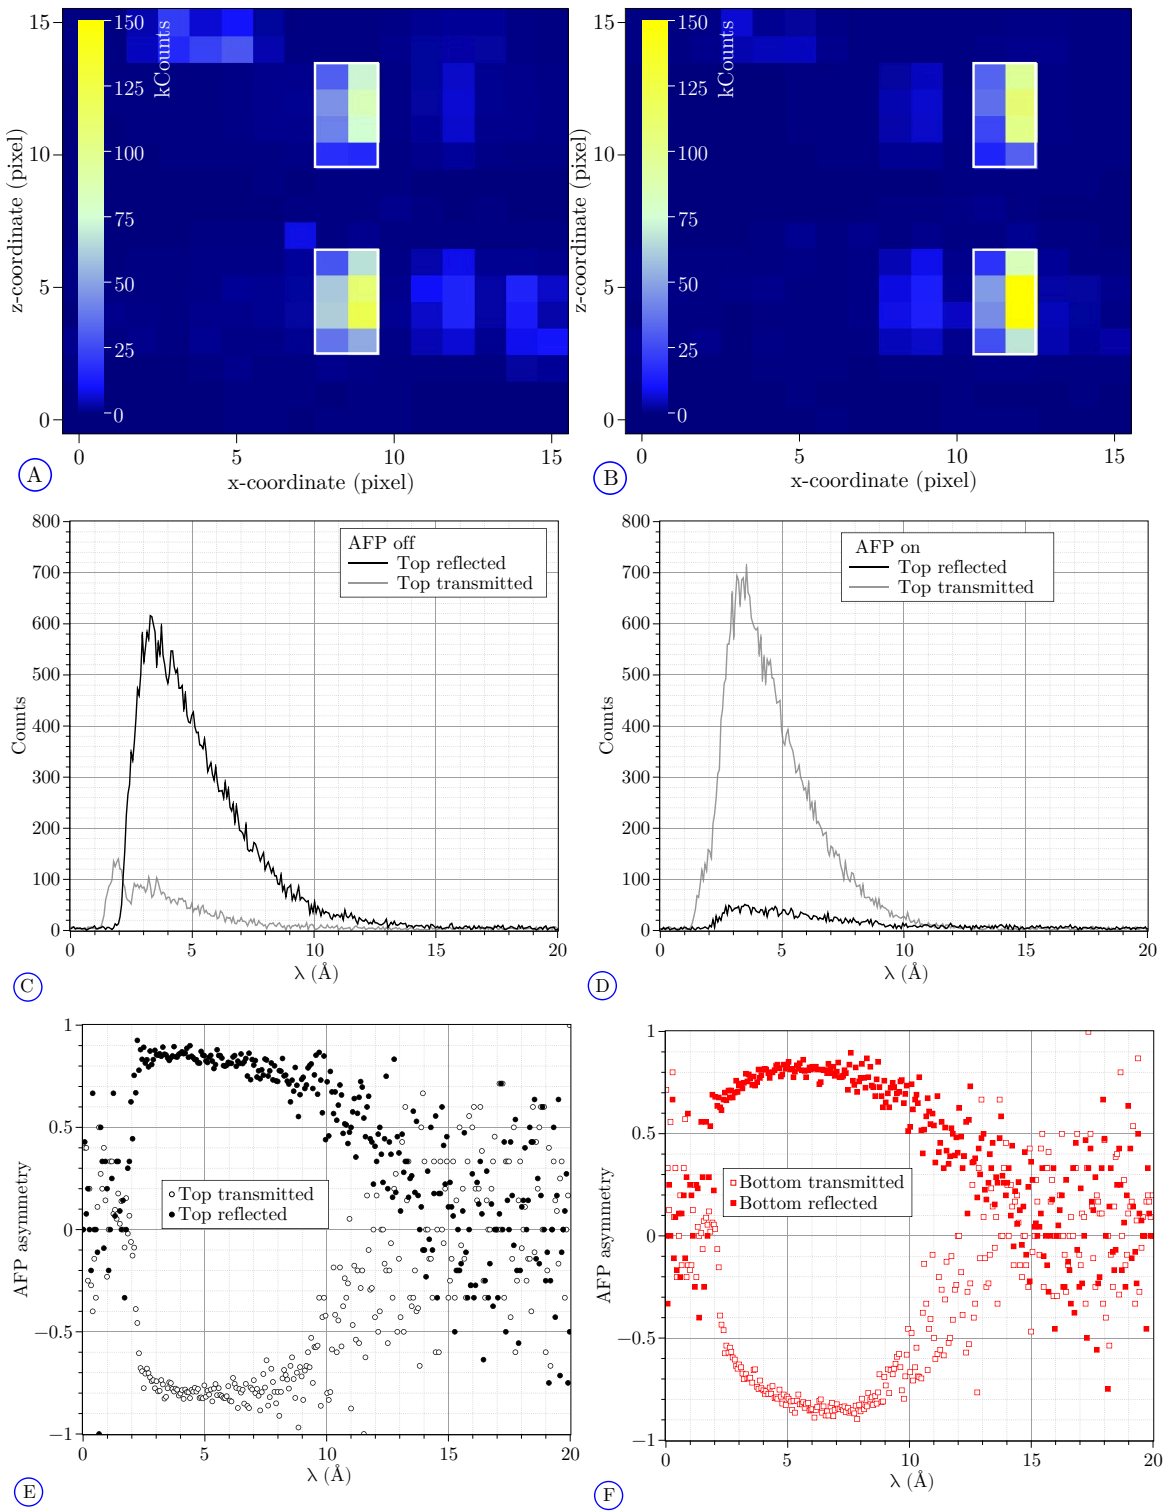 15
10
5
0
z-coordinate (pixel)
150
125
100
75
50
25
0
kCounts
0
5
10
15
x-coordinate (pixel)
A
15
10
5
0
z-coordinate (pixel)
150
125
100
75
50
25
0
kCounts
0
5
10
15
x-coordinate (pixel)
B
800
700
600
500
400
300
200
100
0
Counts
AFP off
Top reflected
Top transmitted
0
5
10
15
20
λ (Å)
C
800
700
600
500
400
300
200
100
0
Counts
AFP on
Top reflected
Top transmitted
0
5
10
15
20
λ (Å)
D
1
0.5
0
−0.5
−1
AFP asymmetry
Top transmitted
Top reflected
0
5
10
15
20
λ (Å)
E
1
0.5
0
−0.5
−1
AFP asymmetry
Bottom transmitted
Bottom reflected
0
5
10
15
20
λ (Å)
F